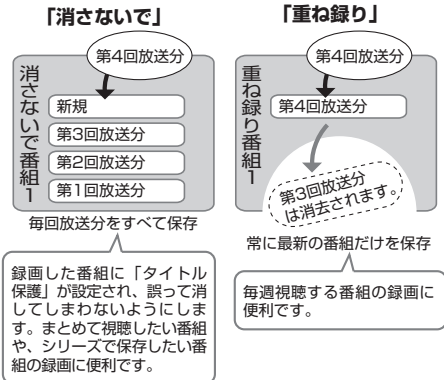 「消さないで」
第4回放送分
消さないで番組1
新規
第3回放送分
第2回放送分
第1回放送分
毎回放送分をすべて保存
録画した番組に「タイトル
保護」が設定され、誤って消
してしまわないようにしま
す。まとめて視聴したい番組
や、シリーズで保存したい番
組の録画に便利です。
「重ね録り」
第4回放送分
重ね録り番組1
第4回放送分
第3回放送分
は消去されます。
常に最新の番組だけを保存
毎週視聴する番組の録画に
便利です。